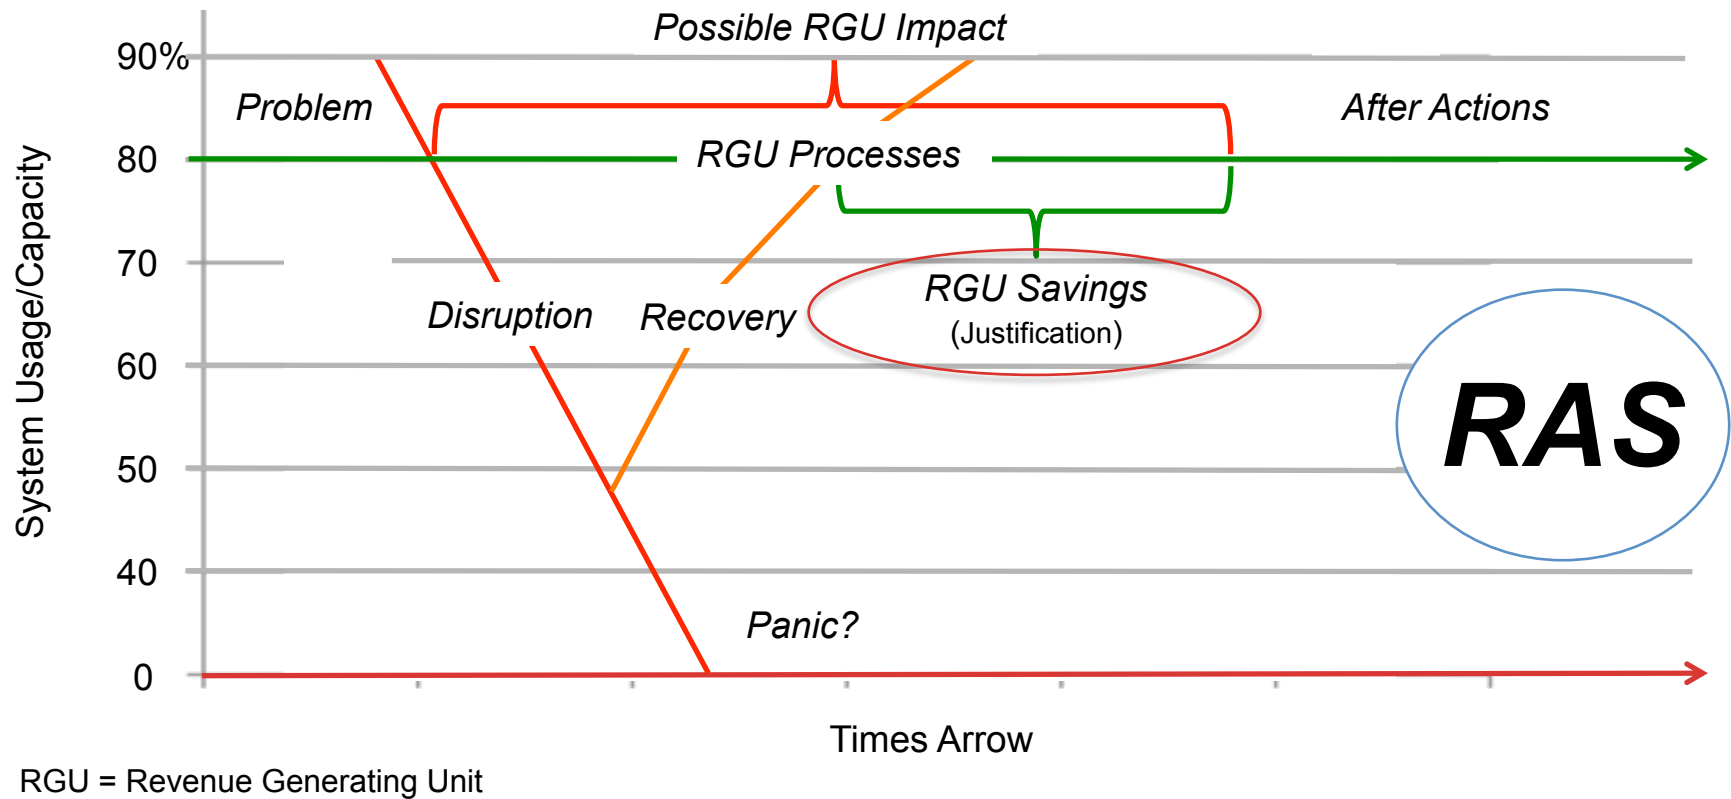 Possible RGU Impact
90%
Problem
After Actions
80
RGU Processes
70
RGU Savings
(Justification)
Disruption
Recovery
60
RAS
50
40
Panic?
0
System Usage/Capacity
Times Arrow
RGU = Revenue Generating Unit